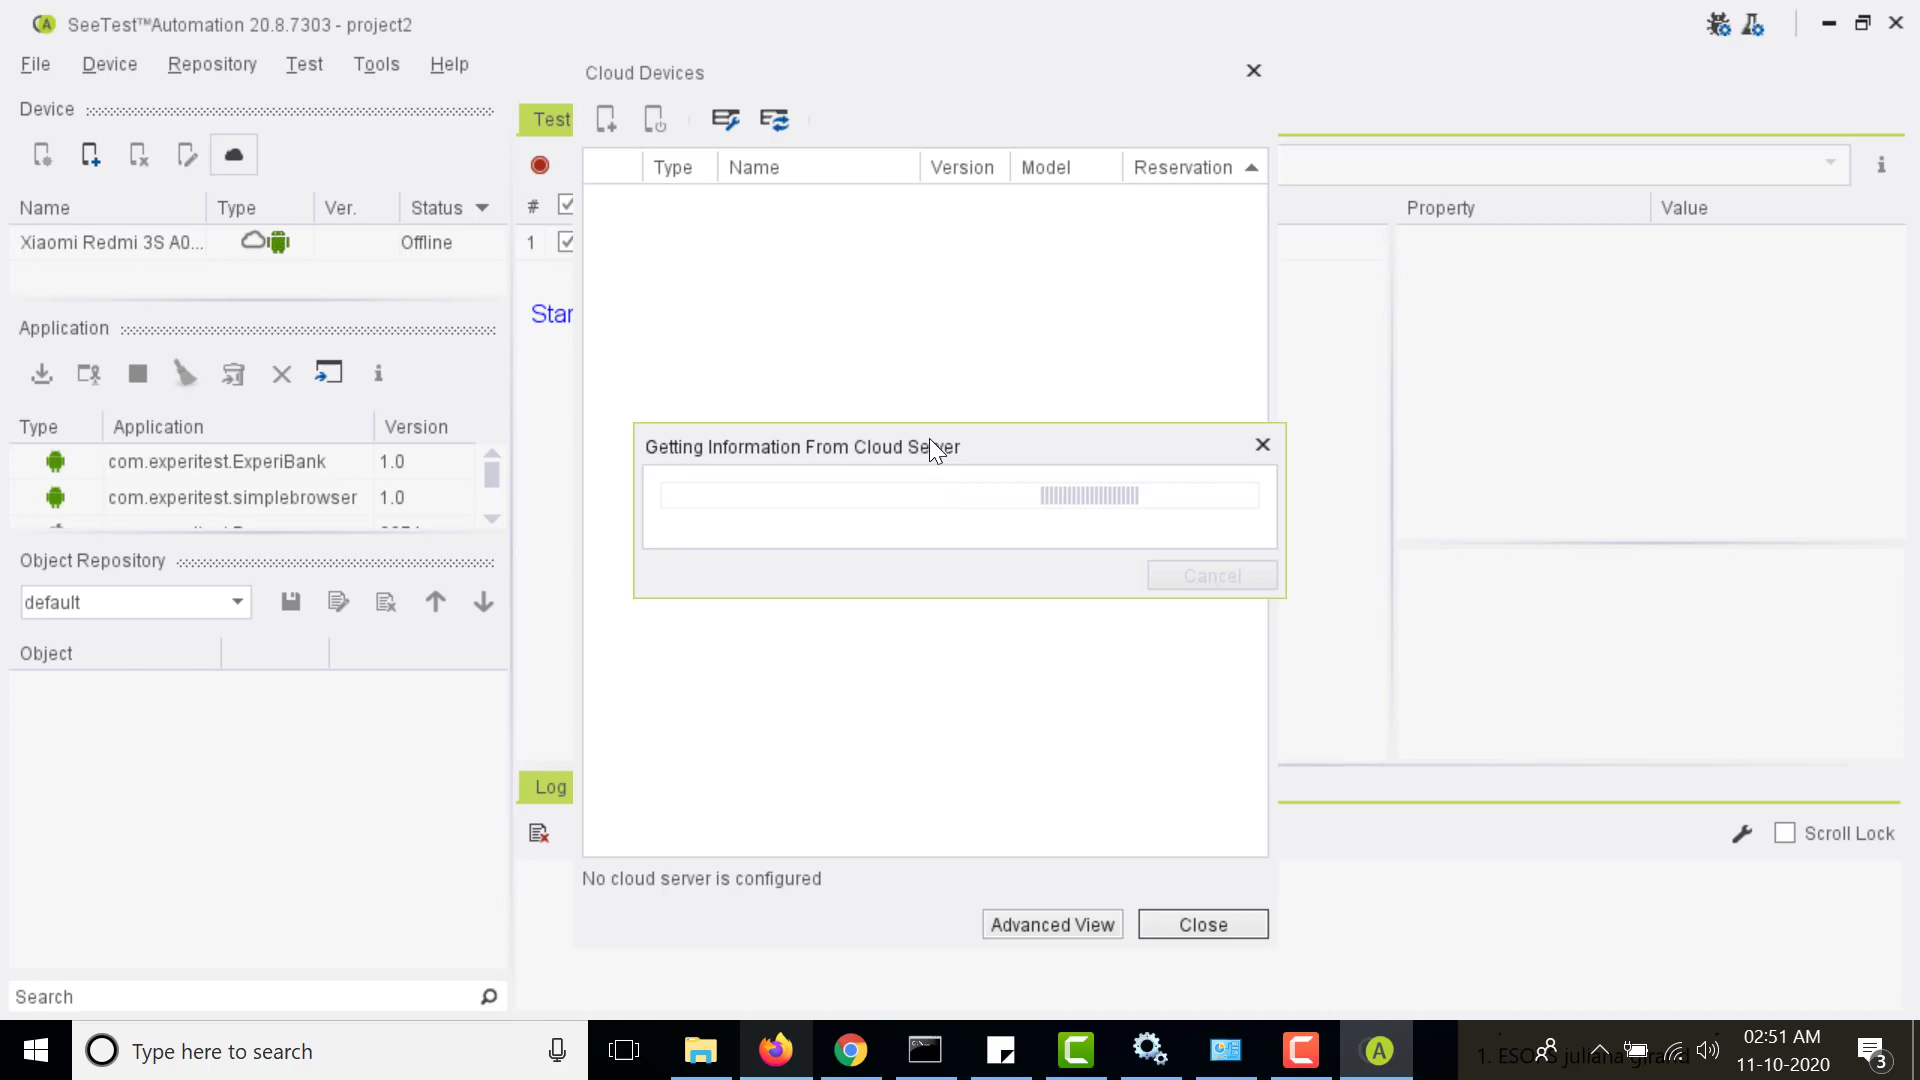 SeeTest™Automation 20.8.7303 - project2
File Device Repository Test Tools Help
Device
Name Type Ver. Status
Xiaomi Redmi 3S A0... Offline
Application
Type Application Version
com.experitest.ExperiBank 1.0
com.experitest.simplebrowser 1.0
Object Repository
default
Object
Search
Test
#
1
Star
Log
Cloud Devices
Type Name Version Model Reservation
Getting Information From Cloud Server
Cancel
No cloud server is configured
Advanced View Close
Property Value
Scroll Lock
Type here to search
02:51 AM
11-10-2020
3